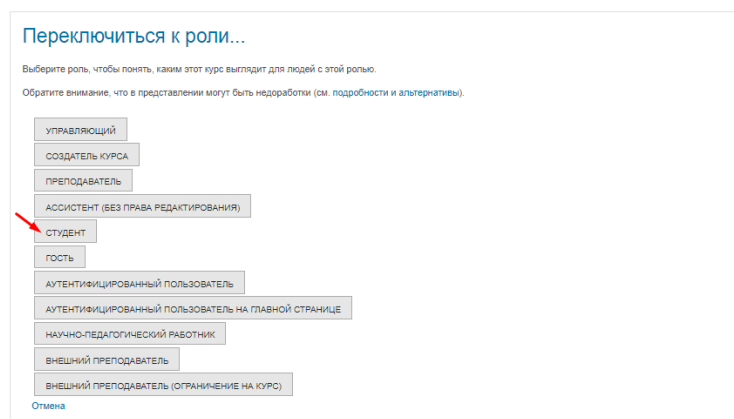 Переключиться к роли...
Выберите роль, чтобы понять, каким этот курс выглядит для людей с этой ролью.
Обратите внимание, что в представлении могут быть недоработки (см. подробности и альтернативы).
УПРАВЛЯЮЩИЙ
СОЗДАТЕЛЬ КУРСА
ПРЕПОДАВАТЕЛЬ
АССИСТЕНТ (БЕЗ ПРАВА РЕДАКТИРОВАНИЯ)
СТУДЕНТ
ГОСТЬ
АУТЕНТИФИЦИРОВАННЫЙ ПОЛЬЗОВАТЕЛЬ
АУТЕНТИФИЦИРОВАННЫЙ ПОЛЬЗОВАТЕЛЬ НА ГЛАВНОЙ СТРАНИЦЕ
НАУЧНО-ПЕДАГОГИЧЕСКИЙ РАБОТНИК
ВНЕШНИЙ ПРЕПОДАВАТЕЛЬ
ВНЕШНИЙ ПРЕПОДАВАТЕЛЬ (ОГРАНИЧЕНИЕ НА КУРС)
Отмена